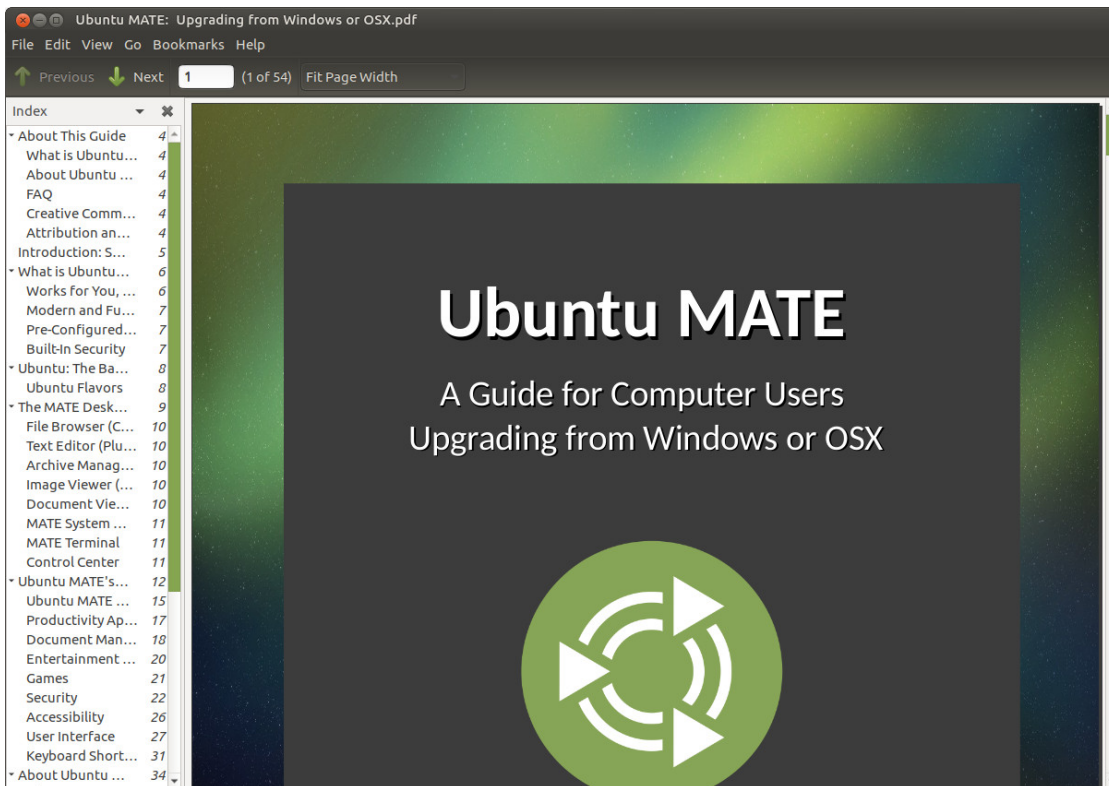 Ubuntu MATE: Upgrading from Windows or OSX.pdf
File Edit View Go Bookmarks Help
Previous Next 1 (1 of 54) Fit Page Width
Index
About This Guide 4
What is Ubuntu... 4
About Ubuntu ... 4
FAQ 4
Creative Comm... 4
Attribution an... 4
Introduction: S... 5
What is Ubuntu... 6
Works for You, ... 6
Modern and Fu... 7
Pre-Configured... 7
Built-In Security 7
Ubuntu: The Ba... 8
Ubuntu Flavors 8
The MATE Desk... 9
File Browser (C... 10
Text Editor (Plu... 10
Archive Manag... 10
Image Viewer (... 10
Document Vie... 10
MATE System ... 11
MATE Terminal 11
Control Center 11
Ubuntu MATE's... 12
Ubuntu MATE ... 15
Productivity Ap... 17
Document Man... 18
Entertainment ... 20
Games 21
Security 22
Accessibility 26
User Interface 27
Keyboard Short... 31
About Ubuntu ... 34
Ubuntu MATE
A Guide for Computer Users
Upgrading from Windows or OSX